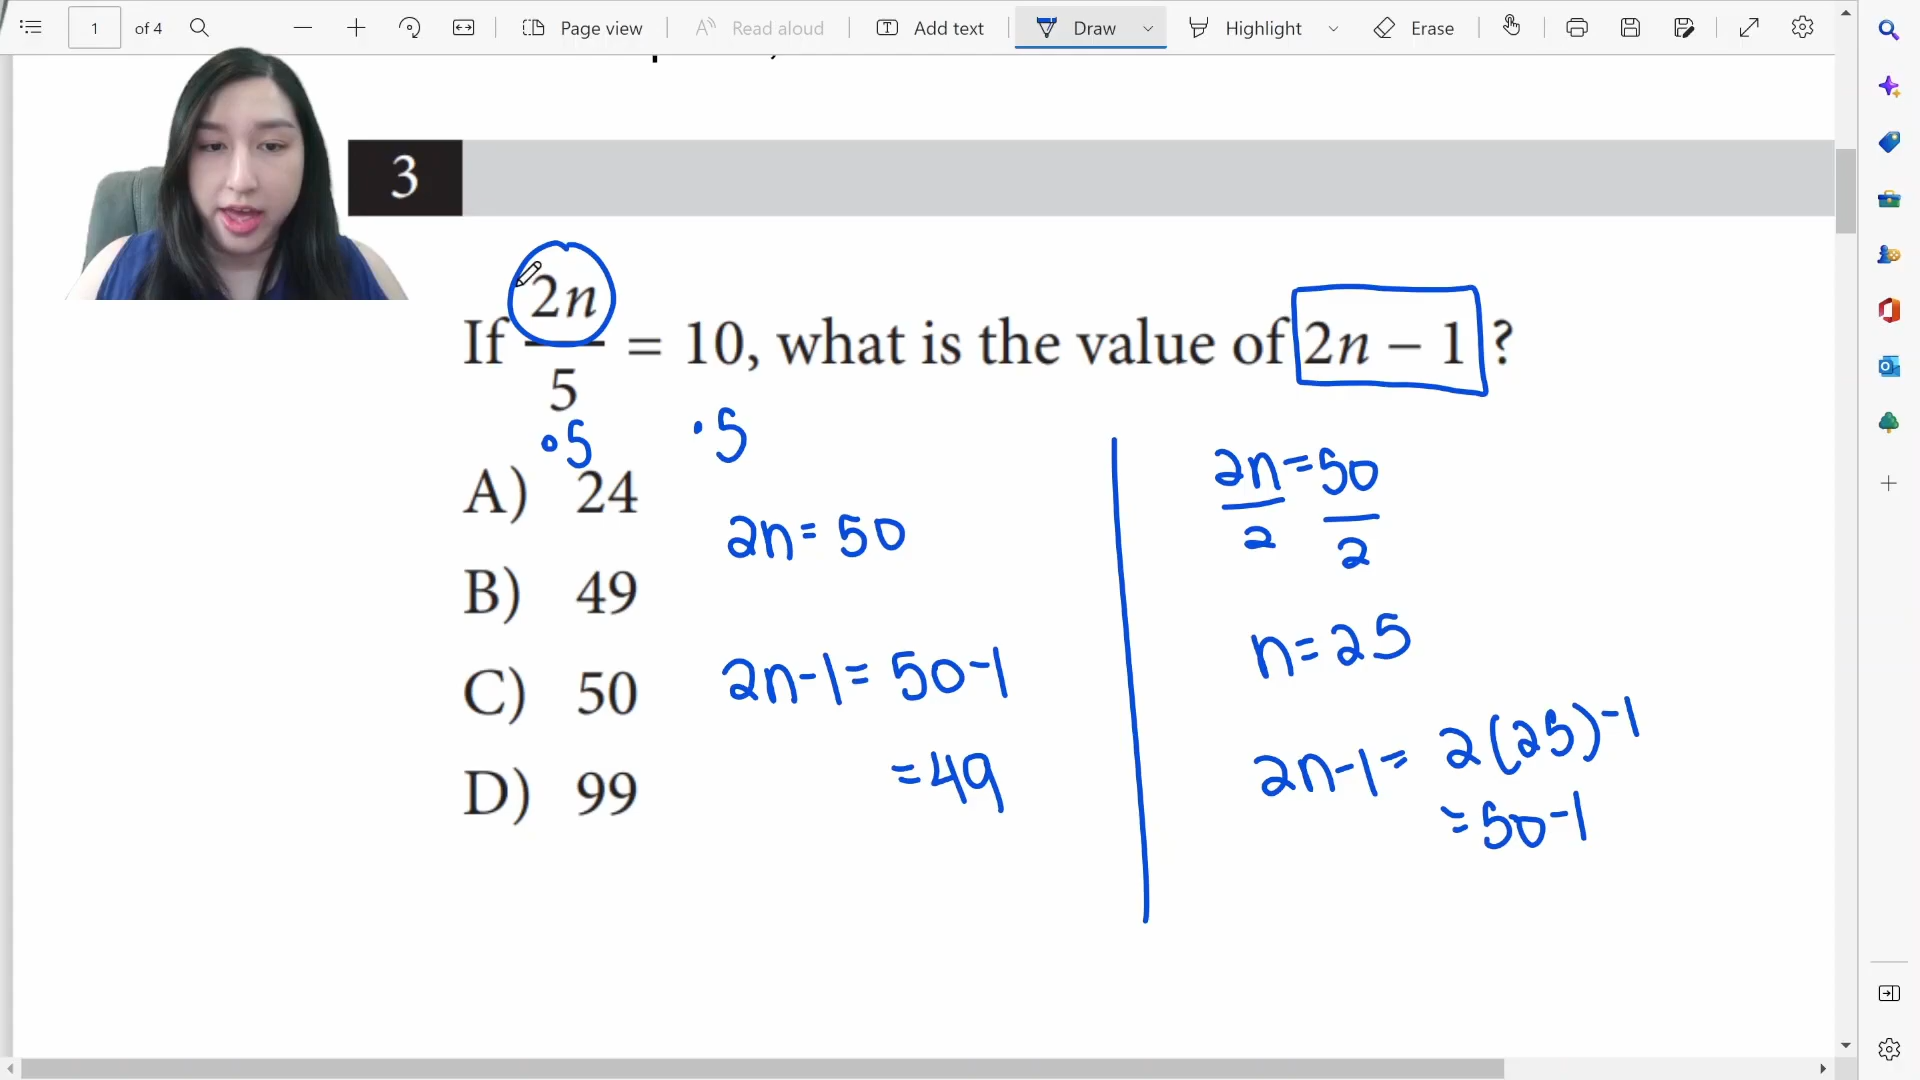 1 of 4 Page view Read aloud Add text Draw Highlight Erase
3
If 2n/5 = 10, what is the value of 2n − 1 ?
•5 •5
A) 24
B) 49
C) 50
D) 99
2n = 50
2n-1 = 50-1
= 49
2n = 50
2 2
n = 25
2n-1 = 2(25)-1
= 50-1